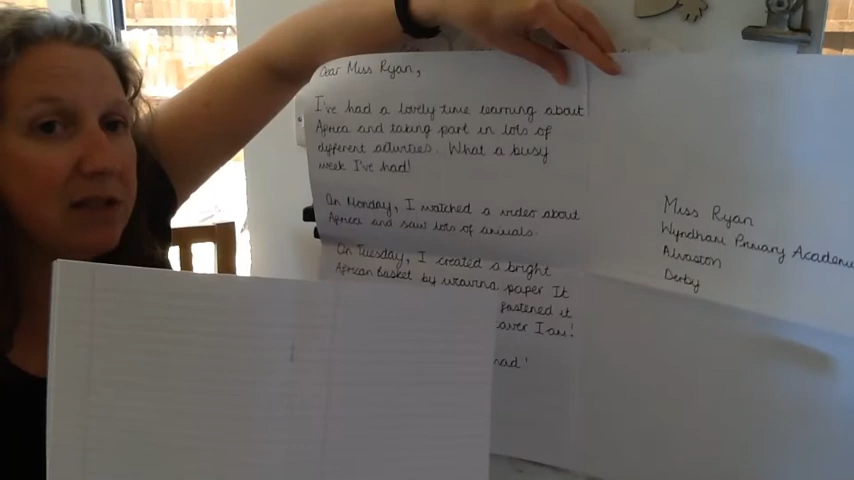 Dear Miss Ryan,
I've had a lovely time learning about
Africa and taking part in lots of
different activities. What a busy
week I've had!
On Monday, I watched a video about
Africa and saw lots of animals.
On Tuesday, I created a bright
African basket by weaving paper It
fastened it
I am!
had!
Miss Ryan
Wyndham Primary Academy
Alvaston
Derby